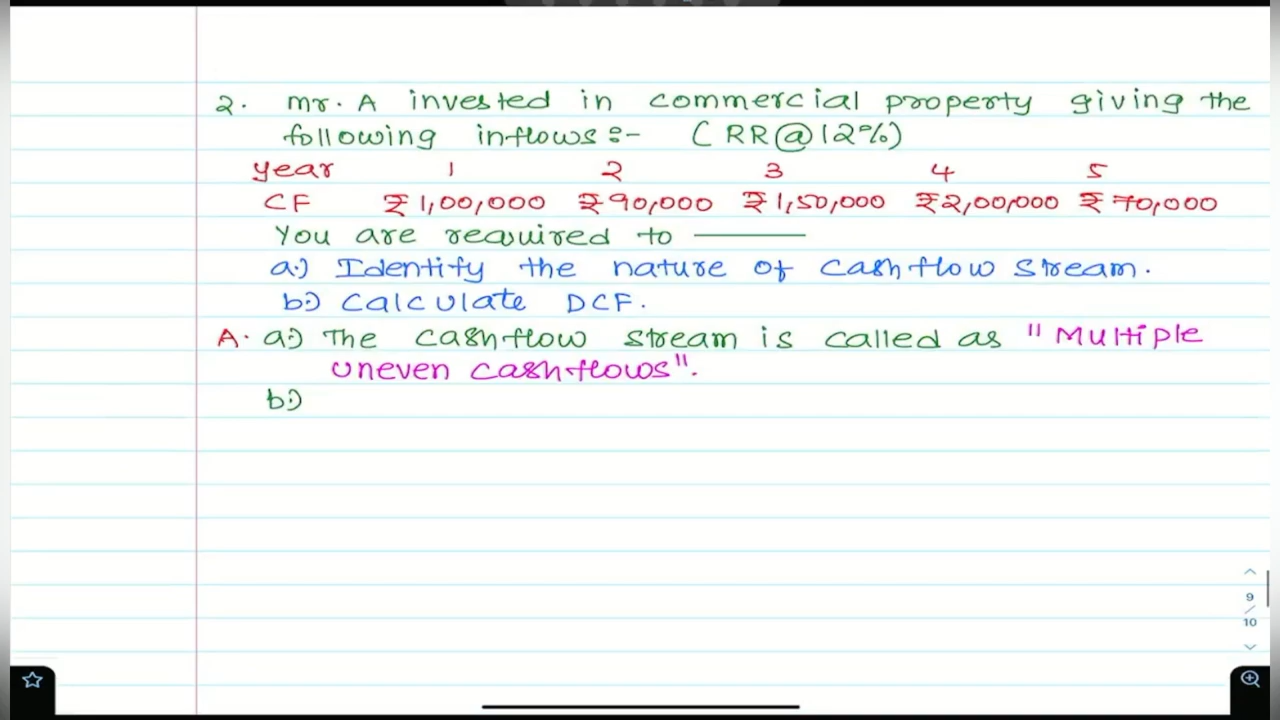 2. Mr. A invested in commercial property giving the
following inflows:- (RR@12%)
Year 1 2 3 4 5
CF ₹1,00,000 ₹90,000 ₹1,50,000 ₹2,00,000 ₹70,000
You are required to ———
a.) Identify the nature of cashflow stream.
b.) Calculate DCF.
A. a.) The cashflow stream is called as "Multiple
uneven cashflows".
b.)
9
/
10